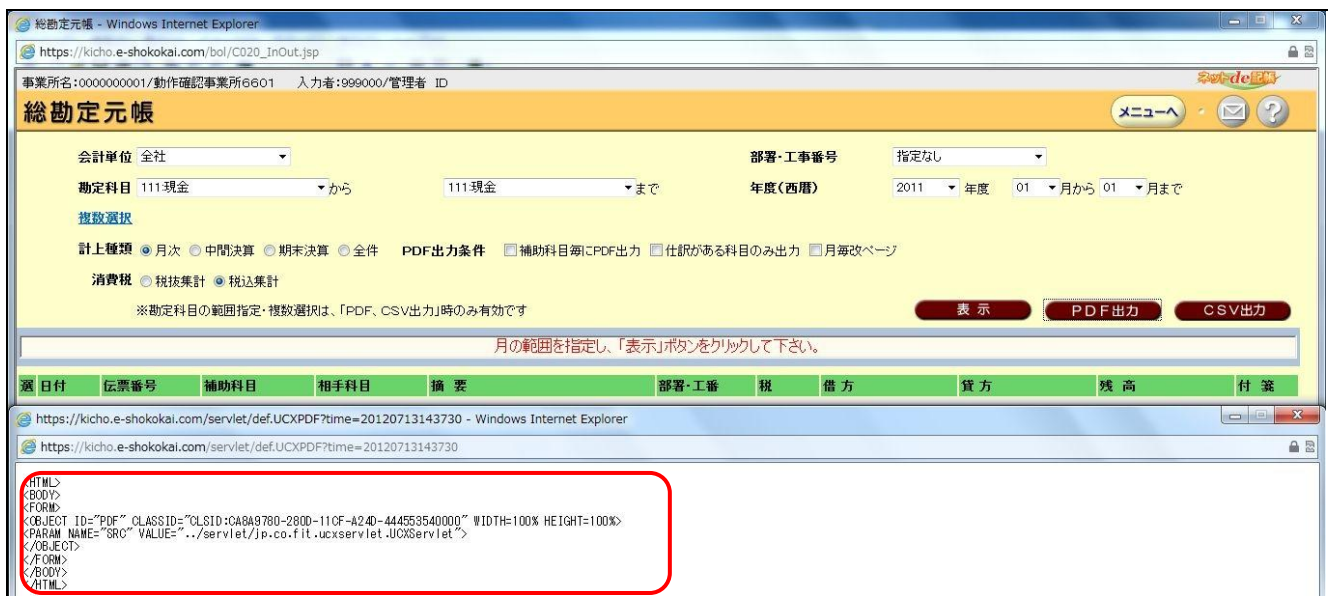 総勘定元帳 - Windows Internet Explorer
https://kicho.e-shokokai.com/bol/C020_InOut.jsp
事業所名:0000000001/動作確認事業所6601 入力者:999000/管理者 ID ネットde記帳
総勘定元帳 メニューへ ?
会計単位 全社 部署・工事番号 指定なし
勘定科目 111:現金 から 111:現金 まで 年度(西暦) 2011 年度 01 月から 01 月まで
複数選択
計上種類 月次 中間決算 期末決算 全件 PDF出力条件 補助科目毎にPDF出力 仕訳がある科目のみ出力 月毎改ページ
消費税 税抜集計 税込集計
※勘定科目の範囲指定・複数選択は、「PDF、CSV出力」時のみ有効です 表示 PDF出力 CSV出力
月の範囲を指定し、「表示」ボタンをクリックして下さい。
選 日付 伝票番号 補助科目 相手科目 摘 要 部署・工番 税 借 方 貸 方 残 高 付 箋
https://kicho.e-shokokai.com/servlet/def.UCXPDF?time=20120713143730 - Windows Internet Explorer
https://kicho.e-shokokai.com/servlet/def.UCXPDF?time=20120713143730
<HTML>
<BODY>
<FORM>
<OBJECT ID="PDF" CLASSID="CLSID:CA8A9780-280D-11CF-A24D-444553540000" WIDTH=100% HEIGHT=100%>
<PARAM NAME="SRC" VALUE="../servlet/jp.co.fit.ucxservlet.UCXServlet">
</OBJECT>
</FORM>
</BODY>
</HTML>